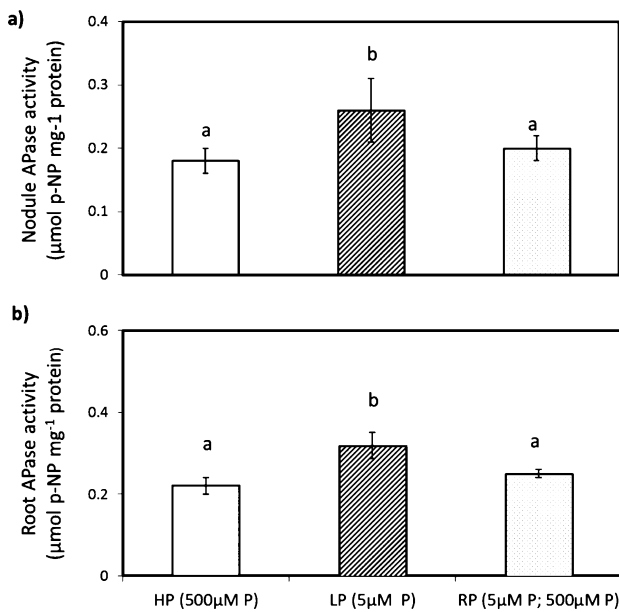 a)
Nodule APase activity
(µmol p-NP mg-1 protein)
0.4
0.3
0.2
0.1
0
a
b
a
b)
Root APase activity
(µmol p-NP mg⁻¹ protein)
0.6
0.4
0.2
0
a
b
a
HP (500µM P)
LP (5µM P)
RP (5µM P; 500µM P)